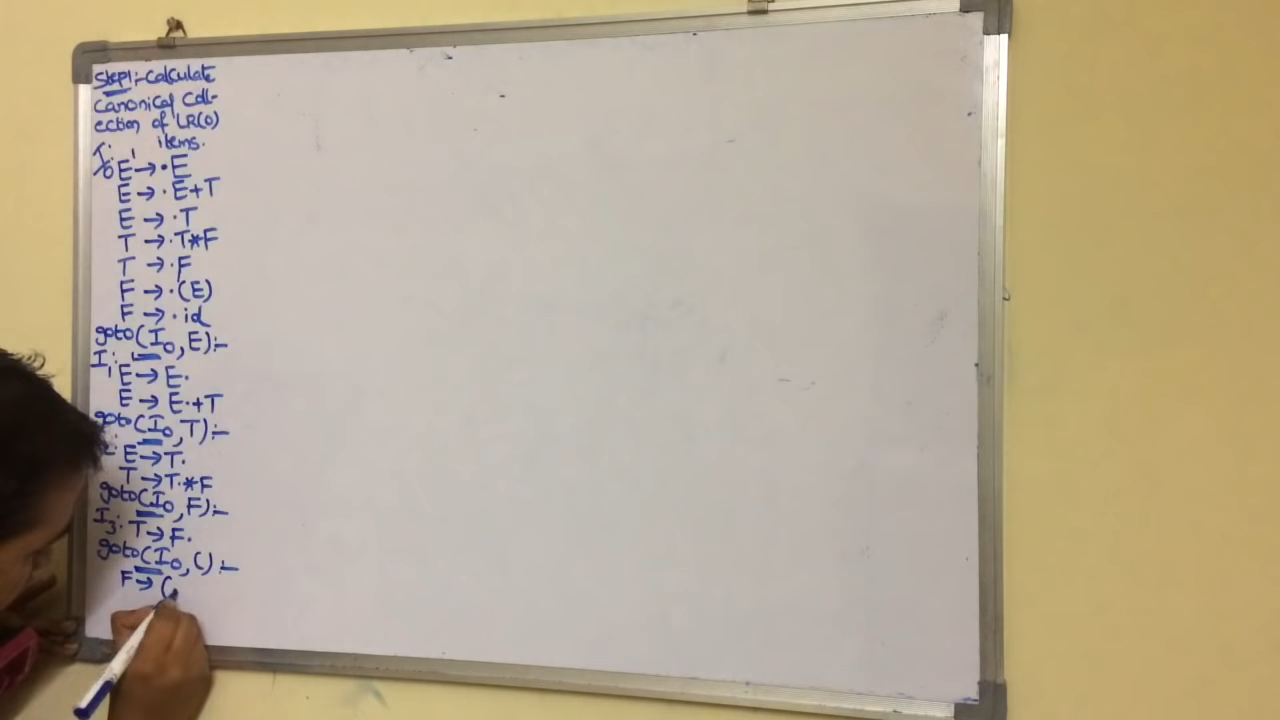 Step1:- Calculate
Canonical Coll-
ection of LR(0)
items.
I0: E' → ·E
E → ·E+T
E → ·T
T → ·T*F
T → ·F
F → ·(E)
F → ·id
goto(I0, E):-
I1: E → E·
E → E·+T
goto(I0, T):-
E → T·
T → T·*F
goto(I0, F):-
I3: T → F·
goto(I0, ():-
F → (